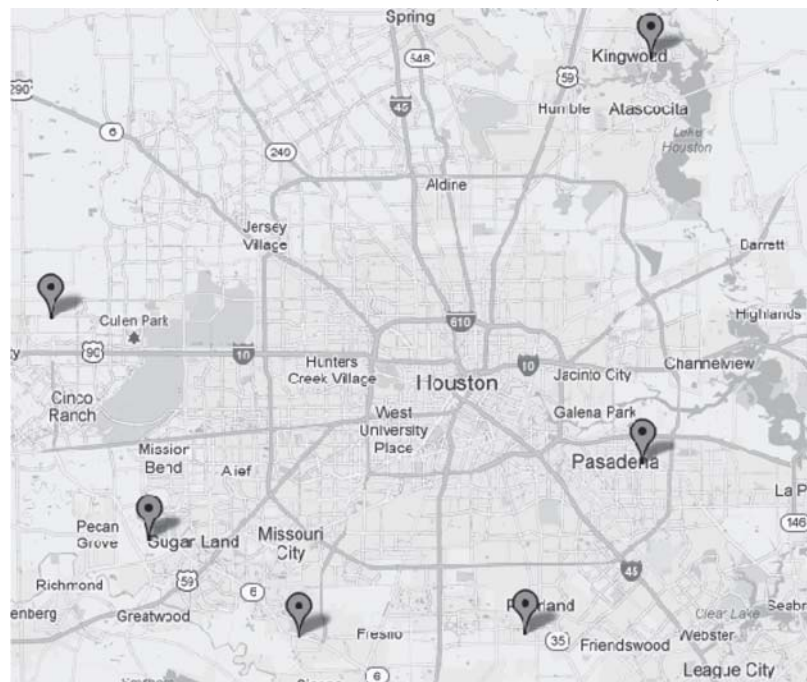 Spring
Kingwood
548
290
59
45
Humble
Atascocita
6
Lake
Houston
240
Aldine
Jersey
Village
Barrett
Culen Park
Highlands
610
90
10
Hunters
Creek Village
10
Jacinto City
Channelview
Houston
Cinco
Ranch
Galena Park
West
University
Place
Mission
Bend
Alief
Pasadena
La P
146
Pecan
Grove
Sugar Land
Missouri
City
45
Richmond
59
6
enberg
Greatwood
Fresno
35
Friendswood
Clear Lake
Seabr
Webster
League City
6